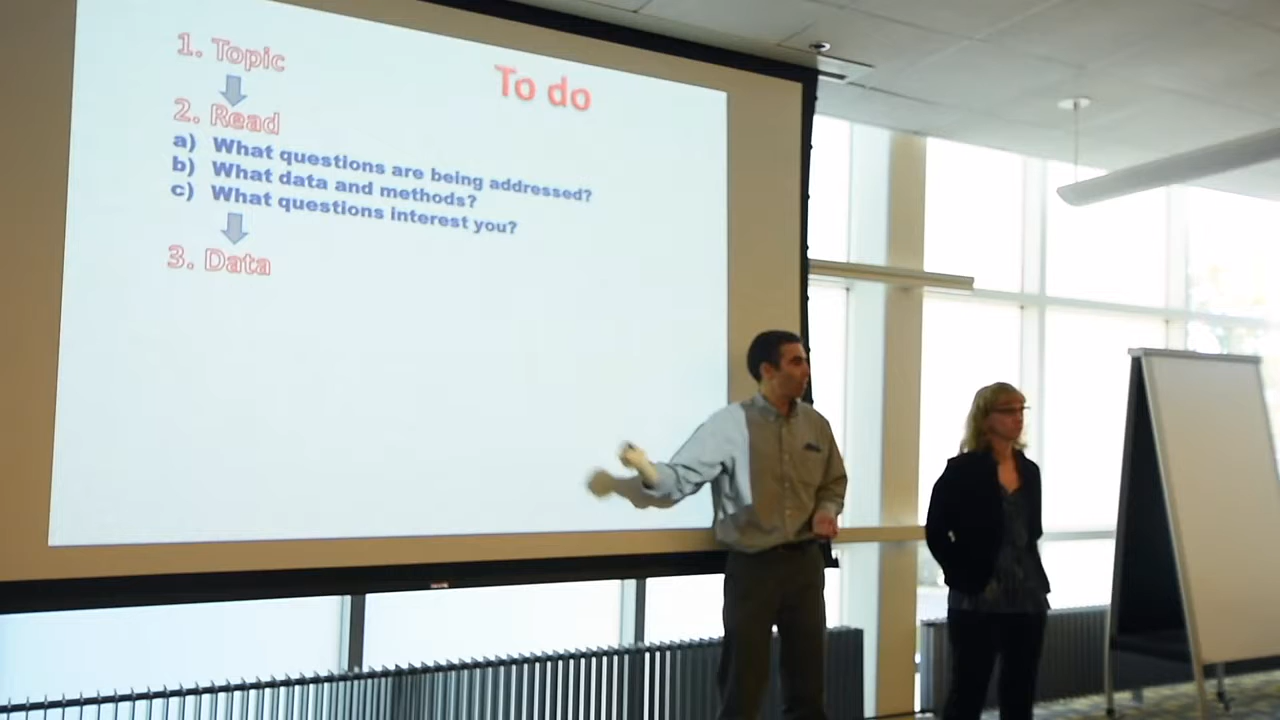 To do
1. Topic
2. Read
a) What questions are being addressed?
b) What data and methods?
c) What questions interest you?
3. Data